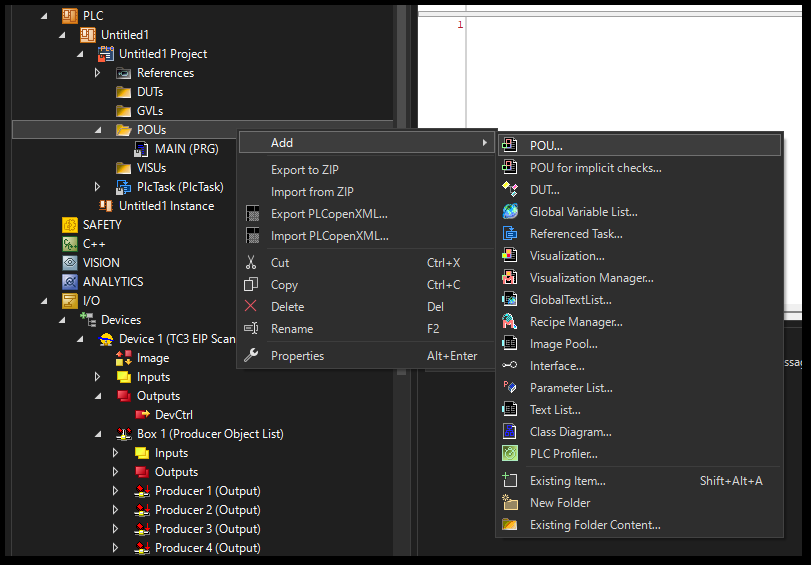 PLC
Untitled1
Untitled1 Project
References
DUTs
GVLs
POUs
MAIN (PRG)
VISUs
PlcTask (PlcTask)
Untitled1 Instance
SAFETY
C++
VISION
ANALYTICS
I/O
Devices
Device 1 (TC3 EIP Scan
Image
Inputs
Outputs
DevCtrl
Box 1 (Producer Object List)
Inputs
Outputs
Producer 1 (Output)
Producer 2 (Output)
Producer 3 (Output)
Producer 4 (Output)
Add
Export to ZIP
Import from ZIP
Export PLCopenXML...
Import PLCopenXML...
Cut Ctrl+X
Copy Ctrl+C
Delete Del
Rename F2
Properties Alt+Enter
1
POU...
POU for implicit checks...
DUT...
Global Variable List...
Referenced Task...
Visualization...
Visualization Manager...
GlobalTextList...
Recipe Manager...
Image Pool...
Interface...
Parameter List...
Text List...
Class Diagram...
PLC Profiler...
Existing Item... Shift+Alt+A
New Folder
Existing Folder Content...
ssag